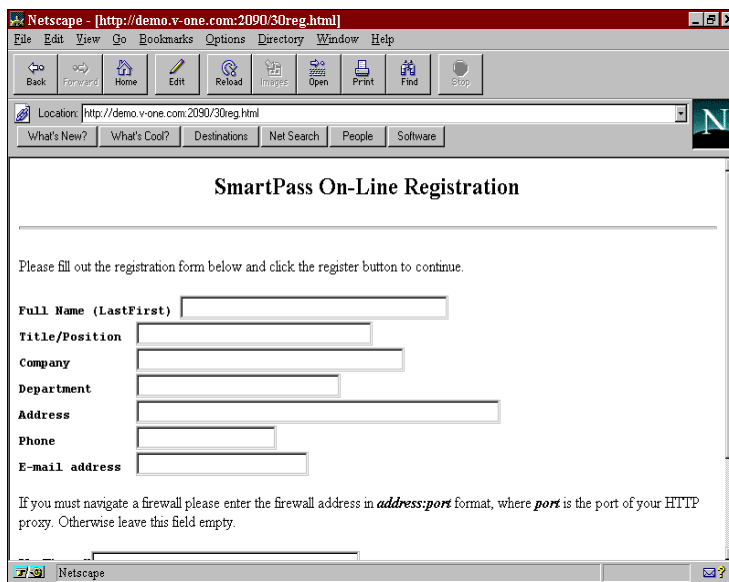 Netscape - [http://demo.v-one.com:2090/30reg.html]
File Edit View Go Bookmarks Options Directory Window Help
Back Forward Home Edit Reload Images Open Print Find Stop
Location: http://demo.v-one.com:2090/30reg.html
N
What's New? What's Cool? Destinations Net Search People Software
SmartPass On-Line Registration
Please fill out the registration form below and click the register button to continue.
Full Name (LastFirst)
Title/Position
Company
Department
Address
Phone
E-mail address
If you must navigate a firewall please enter the firewall address in address:port format, where port is the port of your HTTP
proxy. Otherwise leave this field empty.
Netscape